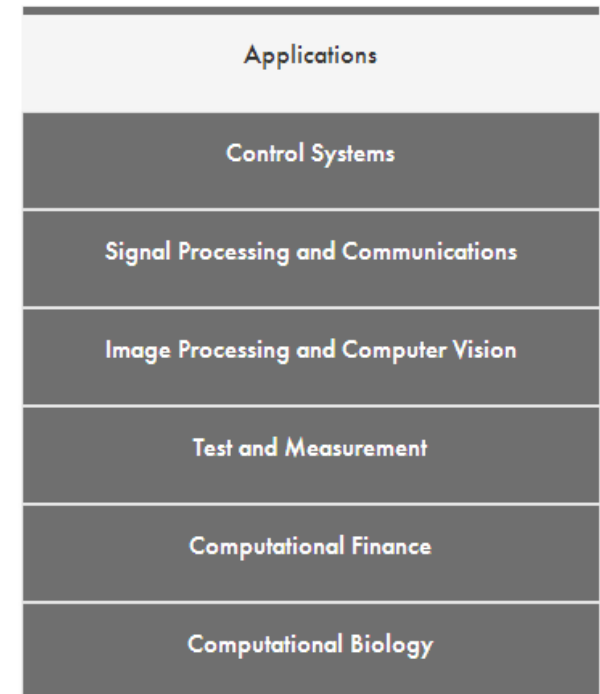 Applications
Control Systems
Signal Processing and Communications
Image Processing and Computer Vision
Test and Measurement
Computational Finance
Computational Biology